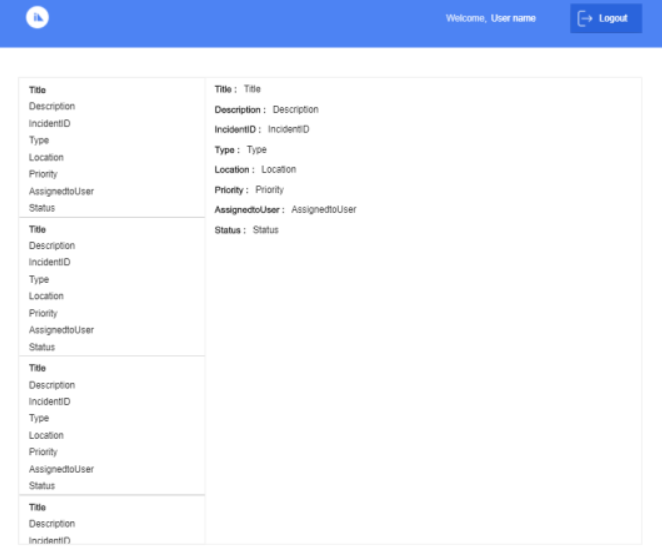 Welcome, User name
Logout
Title
Description
IncidentID
Type
Location
Priority
AssignedtoUser
Status
Title
Description
IncidentID
Type
Location
Priority
AssignedtoUser
Status
Title
Description
IncidentID
Type
Location
Priority
AssignedtoUser
Status
Title
Description
IncidentID
Title : Title
Description : Description
IncidentID : IncidentID
Type : Type
Location : Location
Priority : Priority
AssignedtoUser : AssignedtoUser
Status : Status